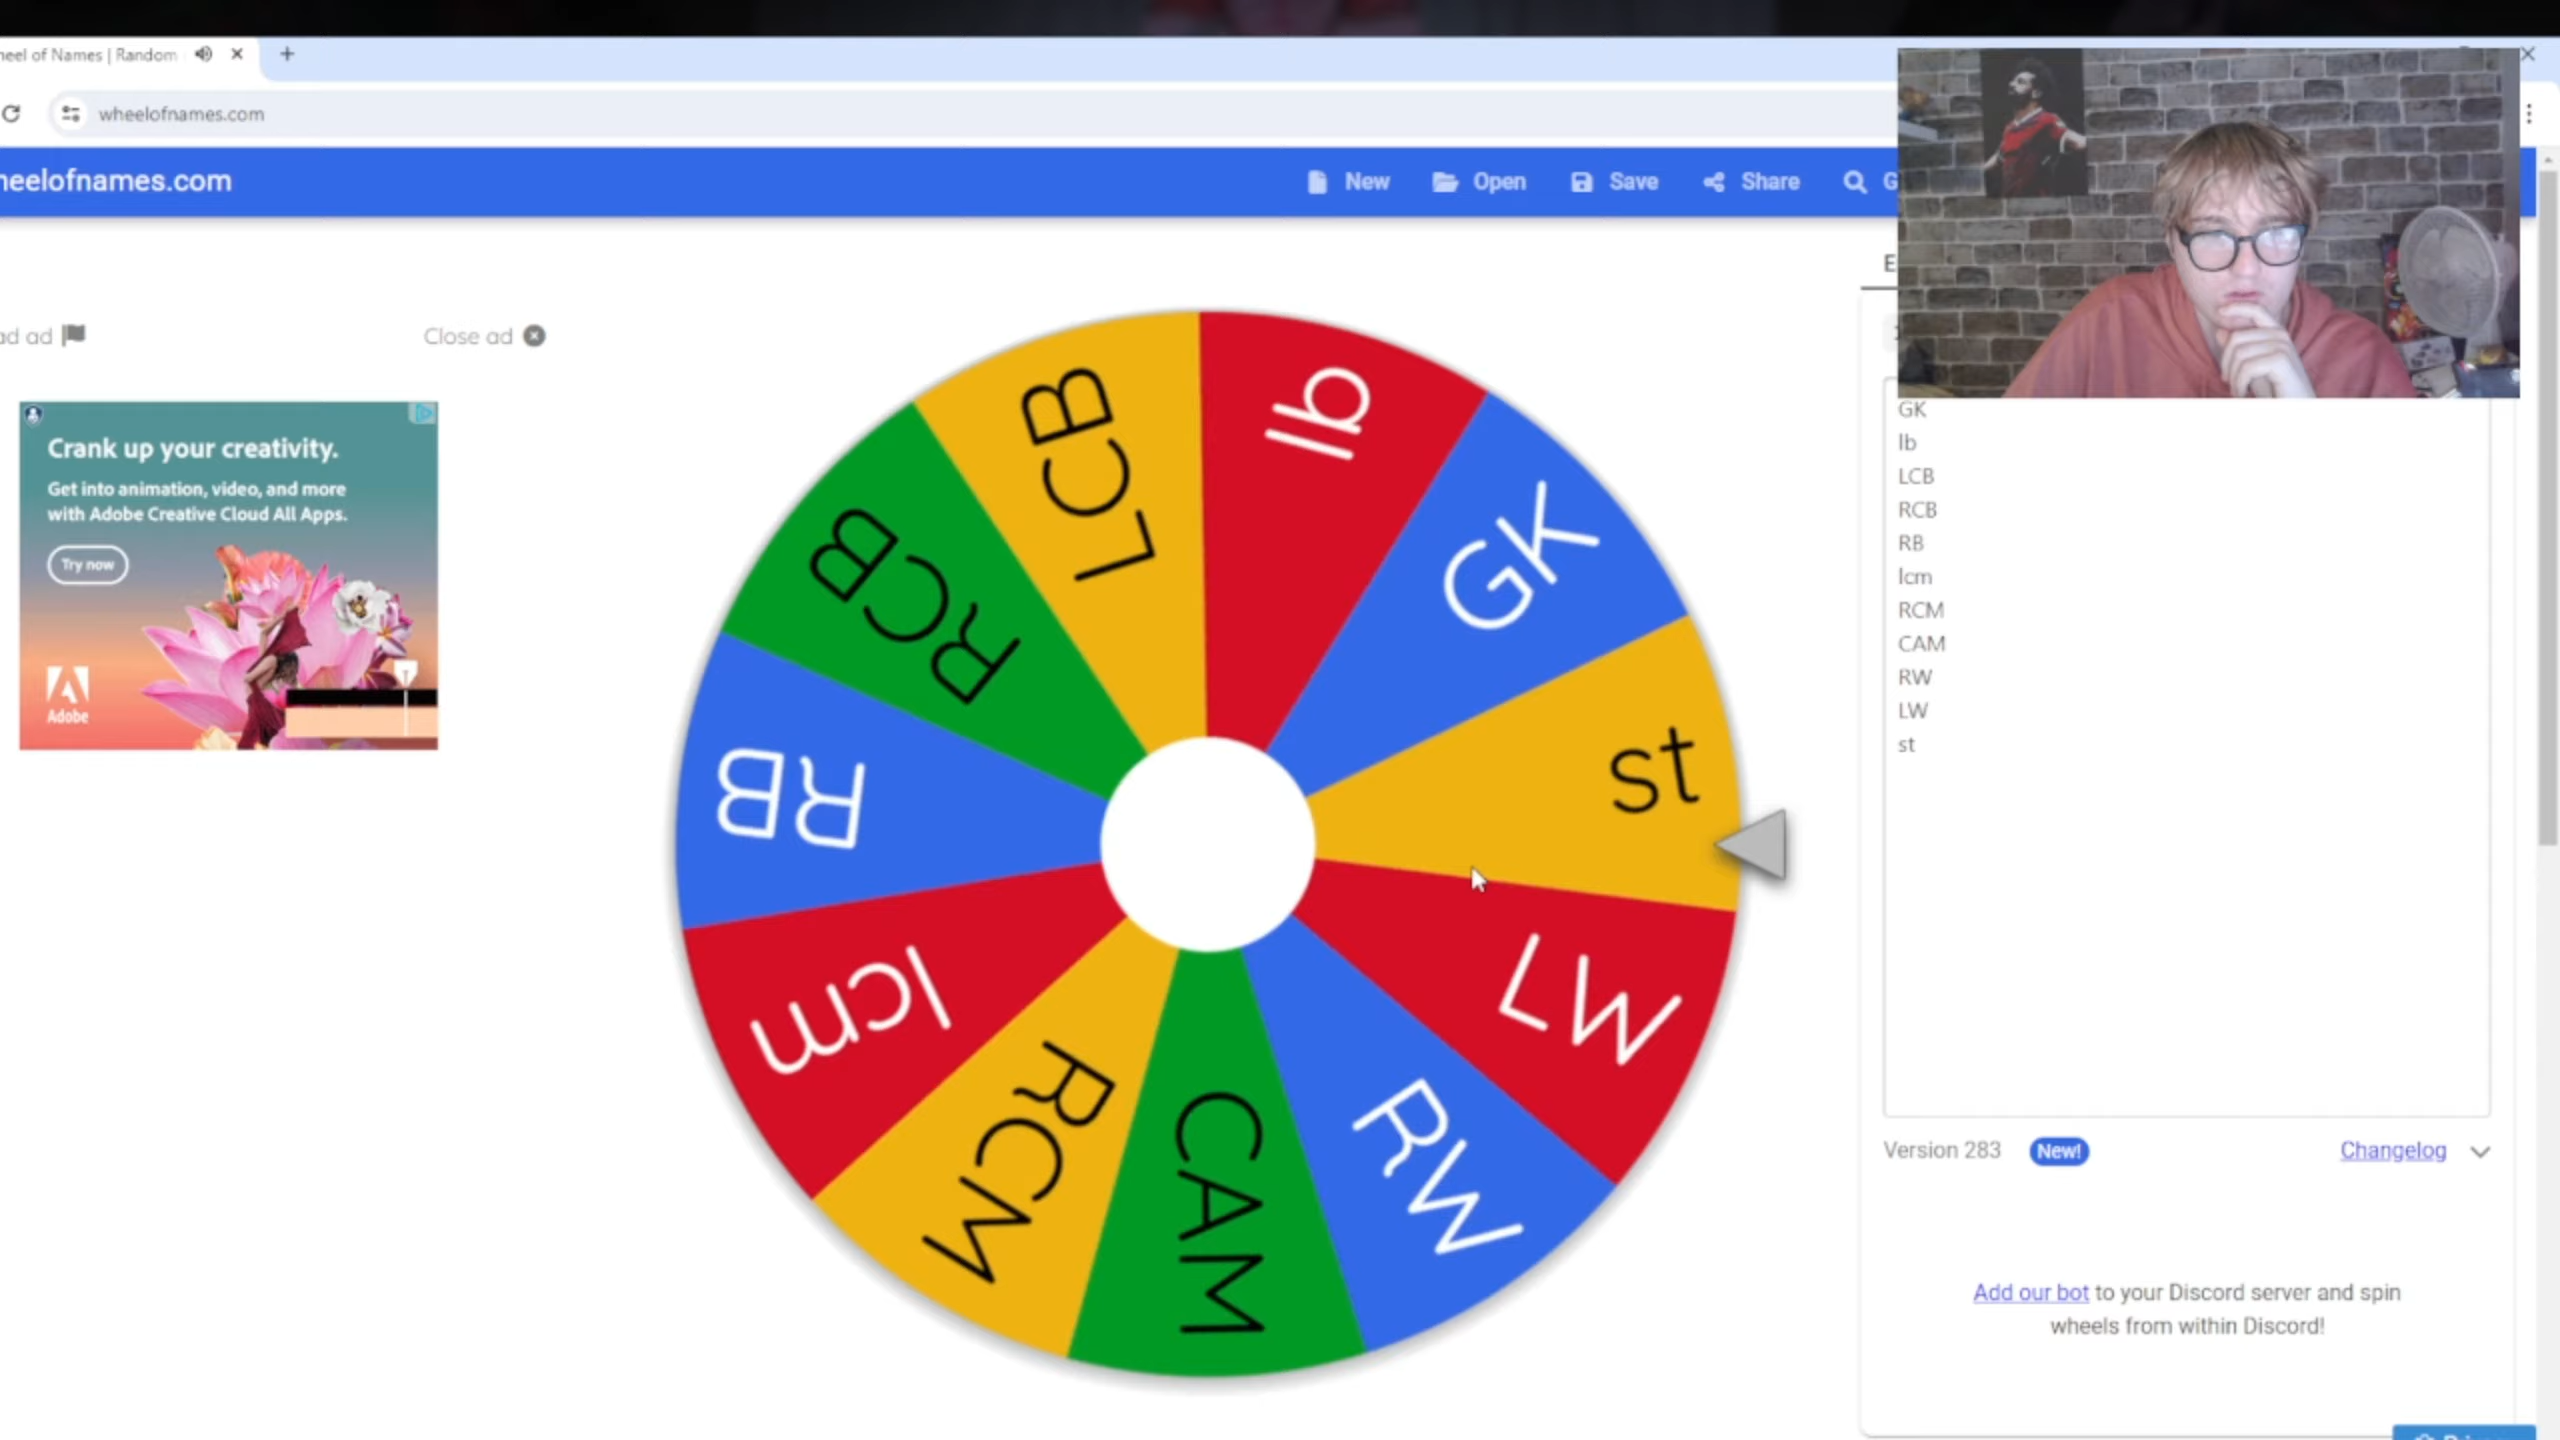 heel of Names | Random
wheelofnames.com
heelofnames.com
New Open Save Share
ad ad
Close ad
Crank up your creativity.
Get into animation, video, and more
with Adobe Creative Cloud All Apps.
Try now
Adobe
LCB
lb
GK
st
LW
RW
CAM
RCM
lcm
RB
RCB
GK
lb
LCB
RCB
RB
lcm
RCM
CAM
RW
LW
st
Version 283 New! Changelog
Add our bot to your Discord server and spin
wheels from within Discord!